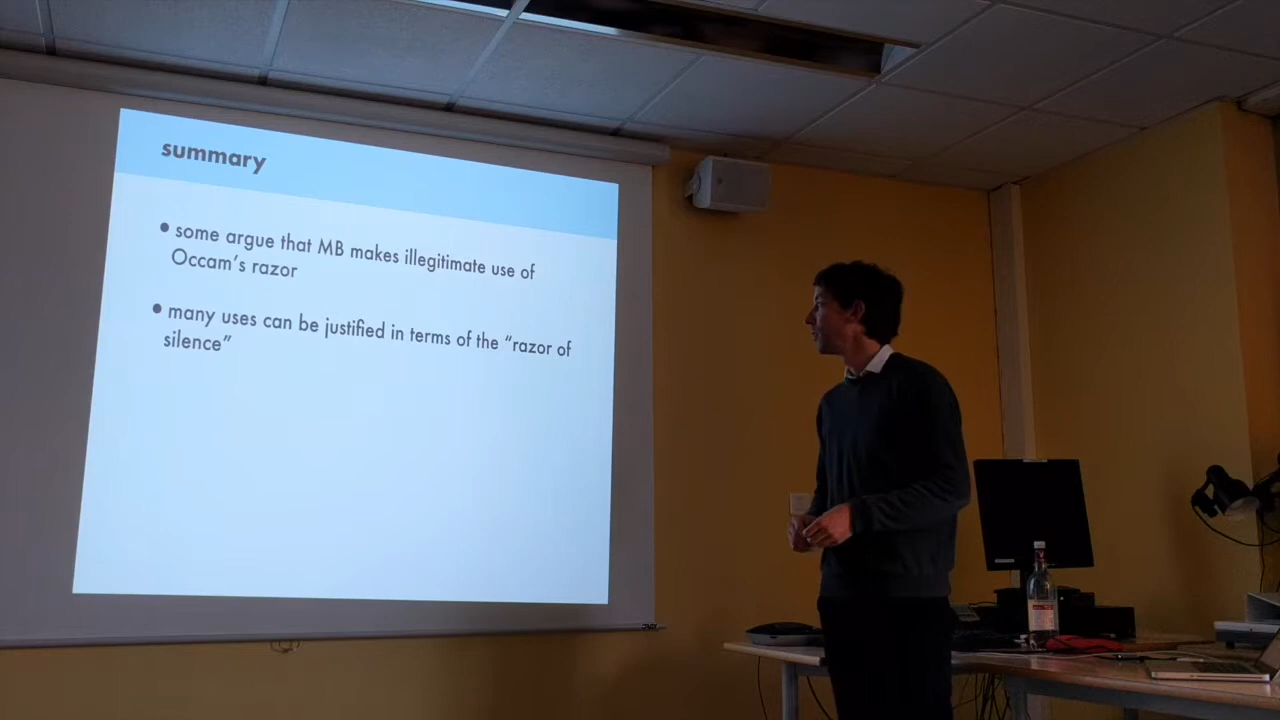 summary
• some argue that MB makes illegitimate use of
Occam's razor
• many uses can be justified in terms of the “razor of
silence”